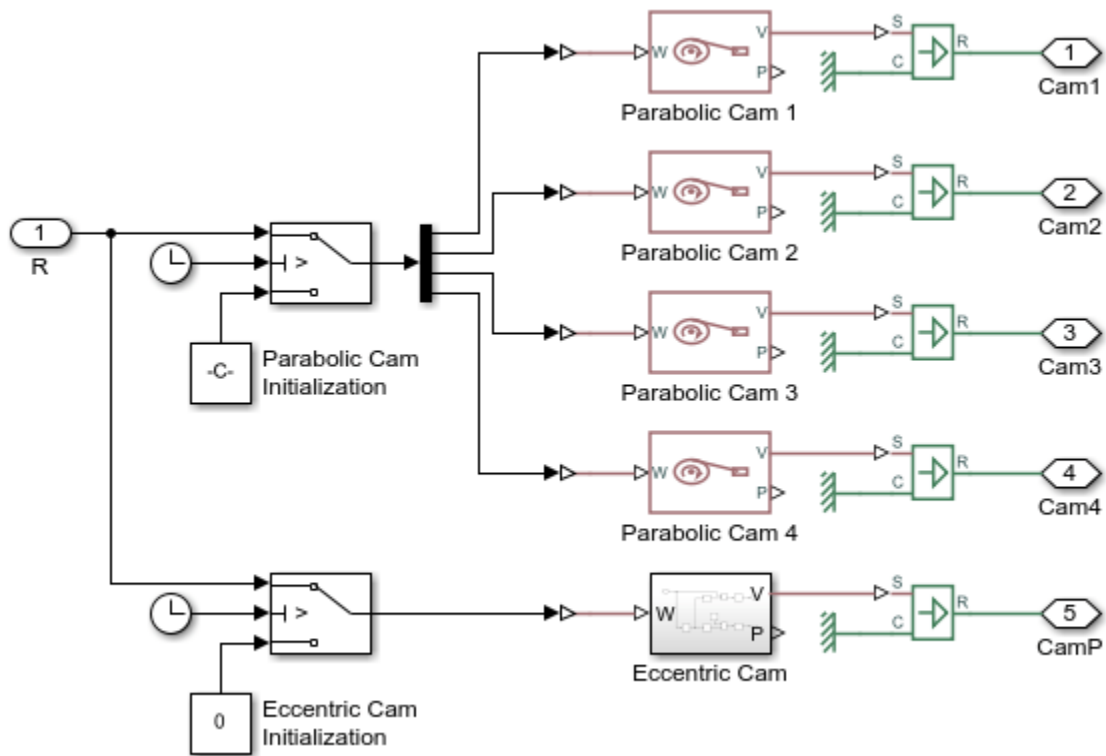 V
W
P
Parabolic Cam 1
S
C
R
1
Cam1
V
W
P
Parabolic Cam 2
S
C
R
2
Cam2
1
R
>
-C-
Parabolic Cam
Initialization
V
W
P
Parabolic Cam 3
S
C
R
3
Cam3
V
W
P
Parabolic Cam 4
S
C
R
4
Cam4
>
0
Eccentric Cam
Initialization
V
W
P
Eccentric Cam
S
C
R
5
CamP